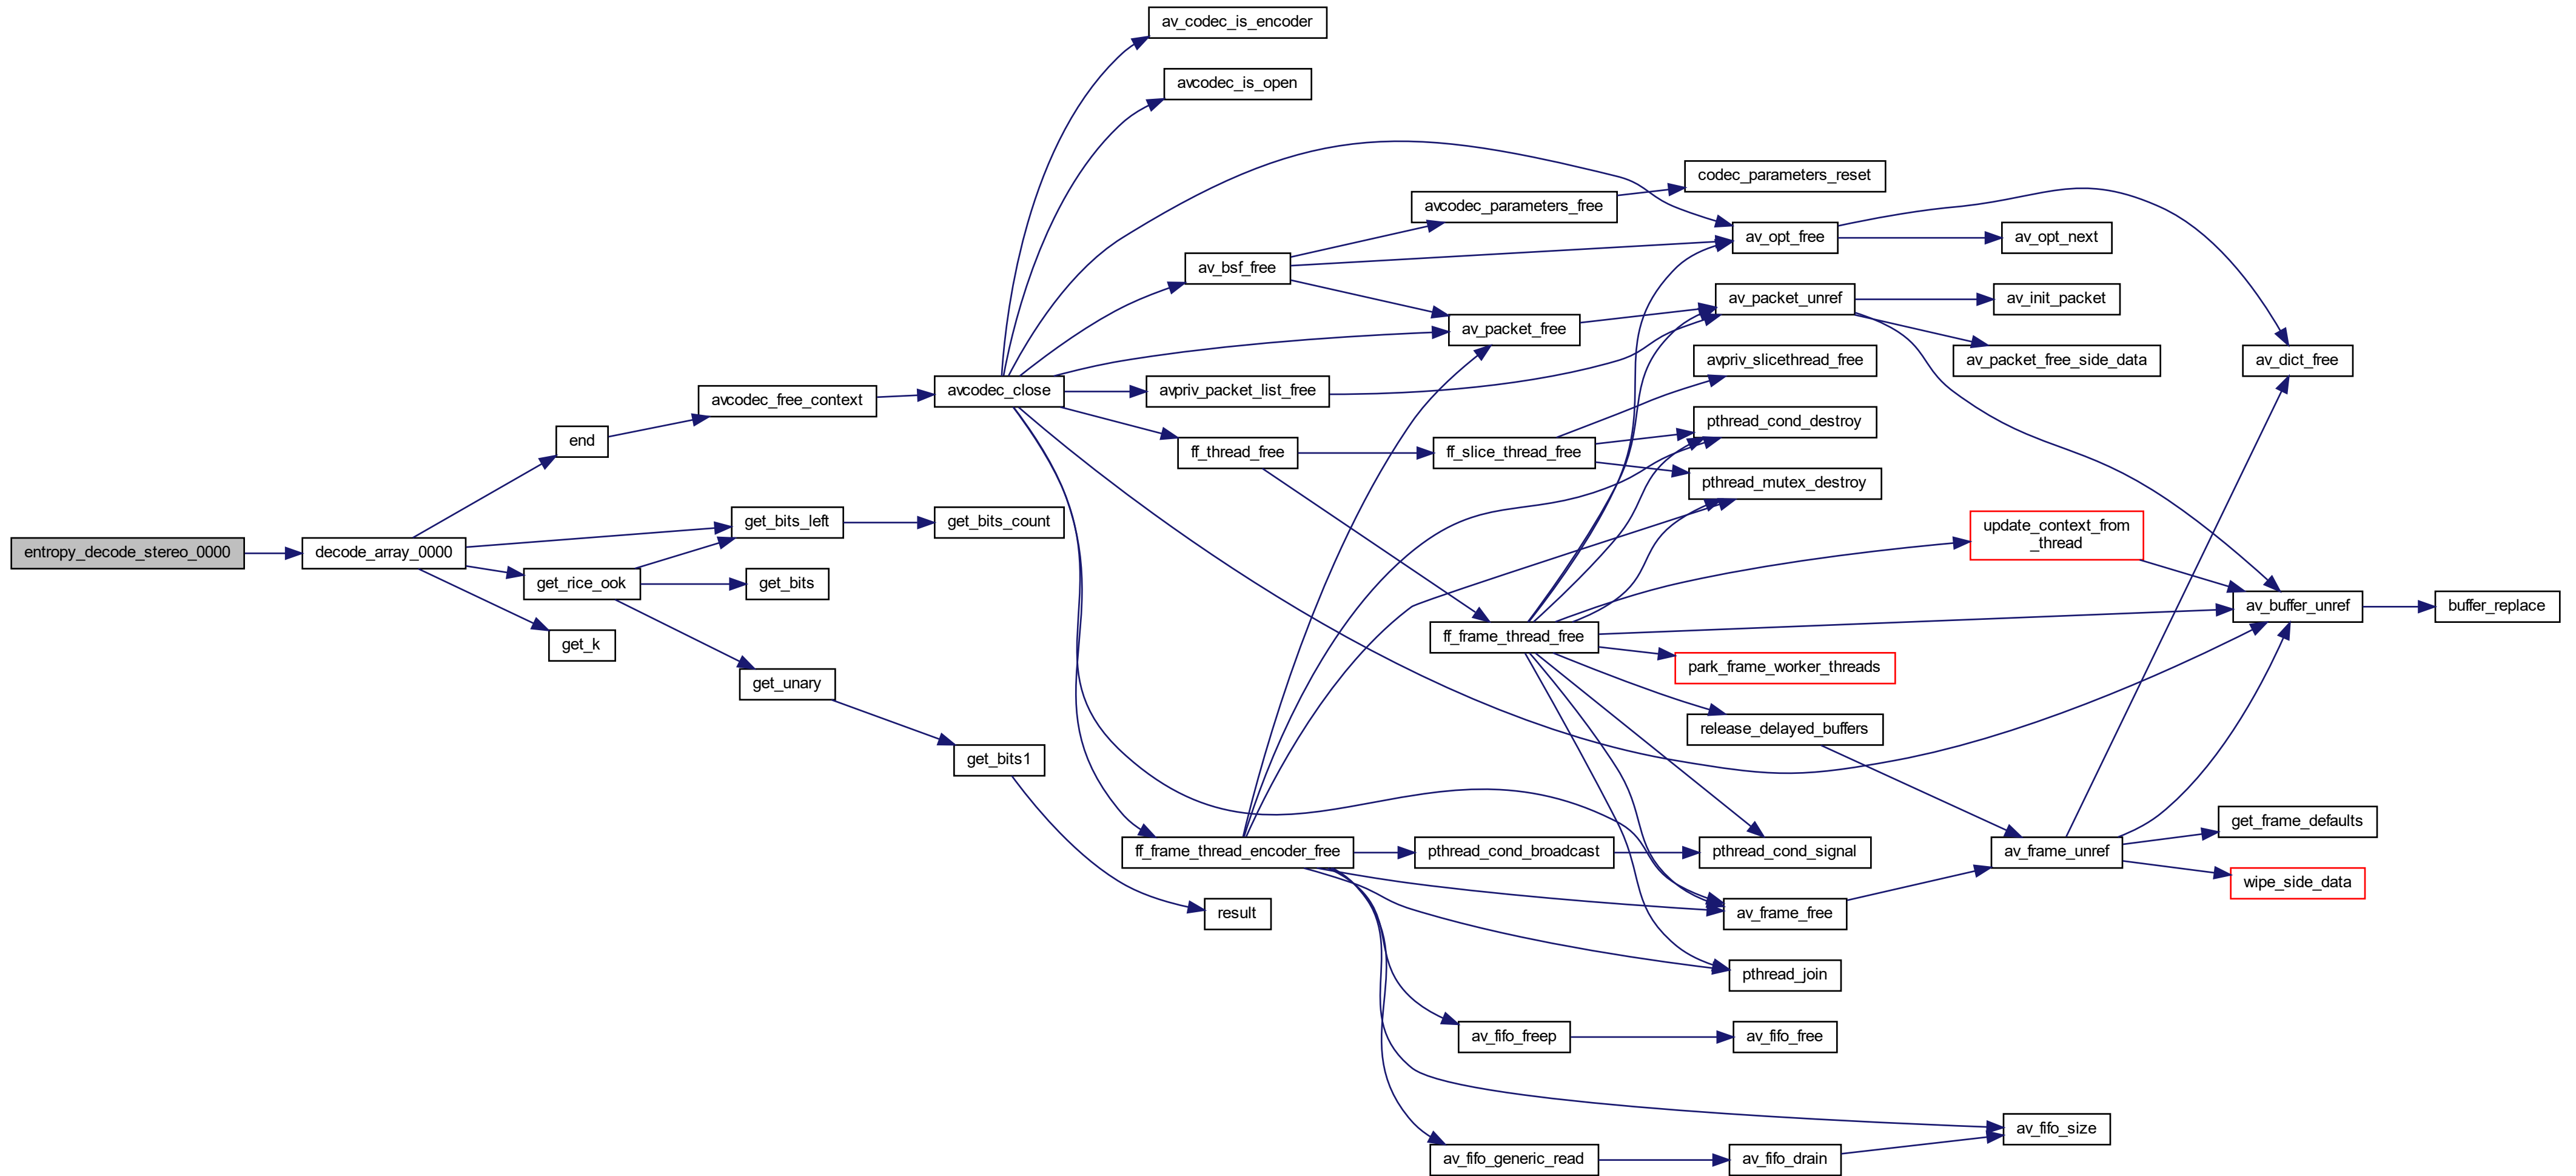 av_codec_is_encoder
avcodec_is_open
codec_parameters_reset
avcodec_parameters_free
av_opt_free
av_opt_next
av_bsf_free
av_packet_unref
av_init_packet
av_packet_free
avpriv_slicethread_free
av_packet_free_side_data
av_dict_free
avcodec_close
avpriv_packet_list_free
avcodec_free_context
pthread_cond_destroy
end
ff_thread_free
ff_slice_thread_free
pthread_mutex_destroy
get_bits_left
get_bits_count
update_context_from
_thread
entropy_decode_stereo_0000
decode_array_0000
get_rice_ook
get_bits
av_buffer_unref
buffer_replace
get_k
ff_frame_thread_free
park_frame_worker_threads
get_unary
release_delayed_buffers
get_bits1
get_frame_defaults
ff_frame_thread_encoder_free
pthread_cond_broadcast
pthread_cond_signal
av_frame_unref
wipe_side_data
result
av_frame_free
pthread_join
av_fifo_freep
av_fifo_free
av_fifo_size
av_fifo_generic_read
av_fifo_drain